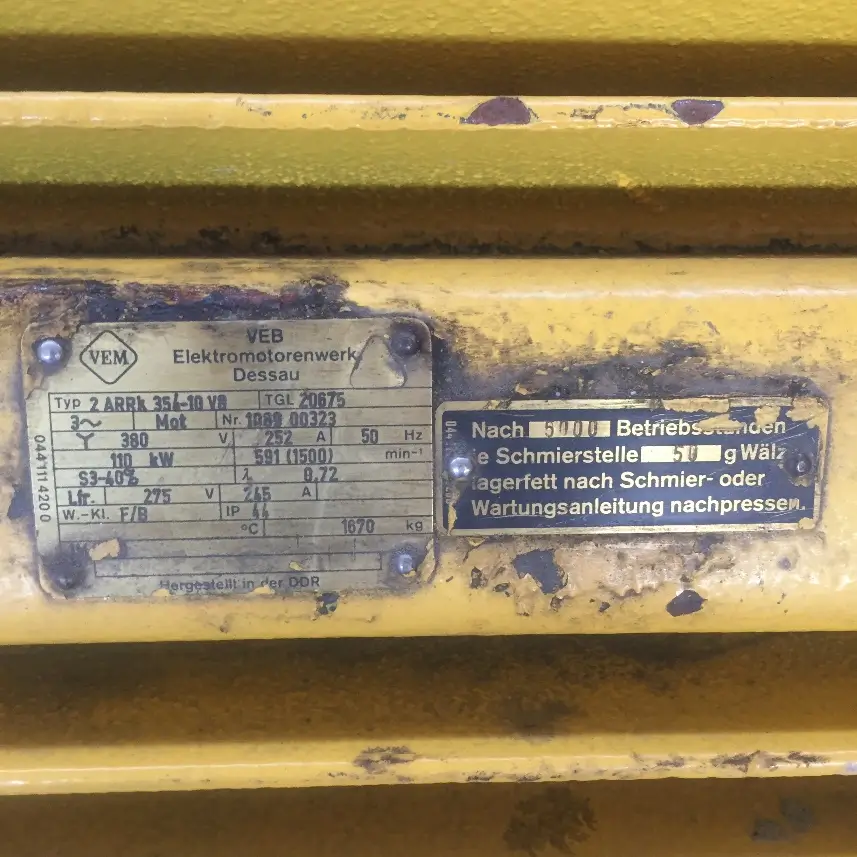 VEM
VEB
Elektromotorenwerk
Dessau
Typ 2 ARRk 354-10 V8 TGL 20675
3~ Mot Nr. 1089 00323
Y 380 V 252 A 50 Hz
110 kW 591 (1500) min⁻¹
S3-40% λ 0,72
Lfr. 275 V 245 A
W.-Kl. F/B IP 44
°C 1670 kg
Hergestellt in der DDR
0441114200
044
Nach 5000 Betriebsstunden
je Schmierstelle 50 g Wälz
lagerfett nach Schmier- oder
Wartungsanleitung nachpressen.